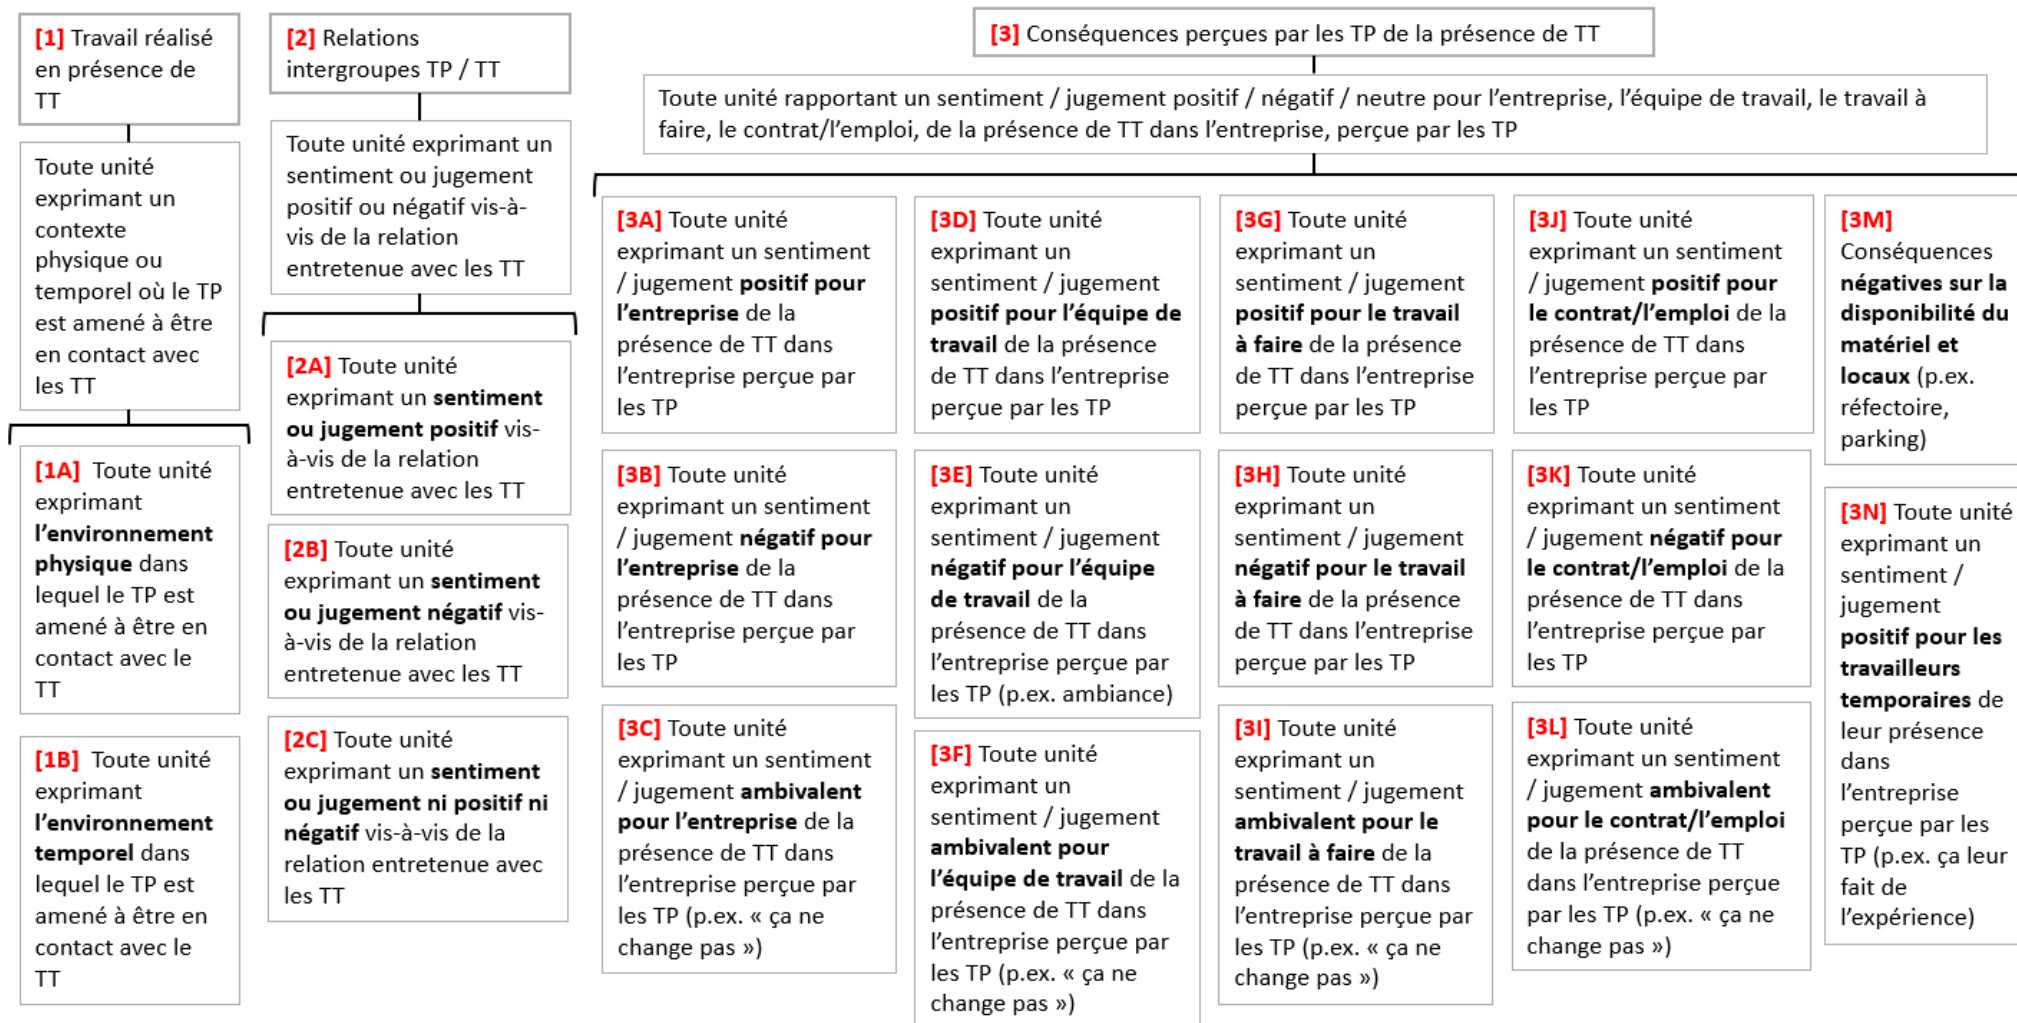 [1] Travail réalisé
en présence de
TT
Toute unité
exprimant un
contexte
physique ou
temporel où le TP
est amené à être
en contact avec
les TT
[1A] Toute unité
exprimant
l’environnement
physique dans
lequel le TP est
amené à être en
contact avec le
TT
[1B] Toute unité
exprimant
l’environnement
temporel dans
lequel le TP est
amené à être en
contact avec le
TT
[2] Relations
intergroupes TP / TT
Toute unité exprimant un
sentiment ou jugement
positif ou négatif vis-à-
vis de la relation
entretenue avec les TT
[2A] Toute unité
exprimant un sentiment
ou jugement positif vis-
à-vis de la relation
entretenue avec les TT
[2B] Toute unité
exprimant un sentiment
ou jugement négatif vis-
à-vis de la relation
entretenue avec les TT
[2C] Toute unité
exprimant un sentiment
ou jugement ni positif ni
négatif vis-à-vis de la
relation entretenue avec
les TT
[3] Conséquences perçues par les TP de la présence de TT
Toute unité rapportant un sentiment / jugement positif / négatif / neutre pour l’entreprise, l’équipe de travail, le travail à
faire, le contrat/l’emploi, de la présence de TT dans l’entreprise, perçue par les TP
[3A] Toute unité
exprimant un sentiment
/ jugement positif pour
l’entreprise de la
présence de TT dans
l’entreprise perçue par
les TP
[3B] Toute unité
exprimant un sentiment
/ jugement négatif pour
l’entreprise de la
présence de TT dans
l’entreprise perçue par
les TP
[3C] Toute unité
exprimant un sentiment
/ jugement ambivalent
pour l’entreprise de la
présence de TT dans
l’entreprise perçue par
les TP (p.ex. « ça ne
change pas »)
[3D] Toute unité
exprimant un
sentiment / jugement
positif pour l’équipe de
travail de la présence
de TT dans l’entreprise
perçue par les TP
[3E] Toute unité
exprimant un
sentiment / jugement
négatif pour l’équipe
de travail de la
présence de TT dans
l’entreprise perçue par
les TP (p.ex. ambiance)
[3F] Toute unité
exprimant un
sentiment / jugement
ambivalent pour
l’équipe de travail de la
présence de TT dans
l’entreprise perçue par
les TP (p.ex. « ça ne
change pas »)
[3G] Toute unité
exprimant un
sentiment / jugement
positif pour le travail
à faire de la présence
de TT dans l’entreprise
perçue par les TP
[3H] Toute unité
exprimant un
sentiment / jugement
négatif pour le travail
à faire de la présence
de TT dans l’entreprise
perçue par les TP
[3I] Toute unité
exprimant un
sentiment / jugement
ambivalent pour le
travail à faire de la
présence de TT dans
l’entreprise perçue par
les TP (p.ex. « ça ne
change pas »)
[3J] Toute unité
exprimant un sentiment
/ jugement positif pour
le contrat/l’emploi de la
présence de TT dans
l’entreprise perçue par
les TP
[3K] Toute unité
exprimant un sentiment
/ jugement négatif pour
le contrat/l’emploi de la
présence de TT dans
l’entreprise perçue par
les TP
[3L] Toute unité
exprimant un sentiment
/ jugement ambivalent
pour le contrat/l’emploi
de la présence de TT
dans l’entreprise perçue
par les TP (p.ex. « ça ne
change pas »)
[3M]
Conséquences
négatives sur la
disponibilité du
matériel et
locaux (p.ex.
réfectoire,
parking)
[3N] Toute unité
exprimant un
sentiment /
jugement
positif pour les
travailleurs
temporaires de
leur présence
dans
l’entreprise
perçue par les
TP (p.ex. ça leur
fait de
l’expérience)